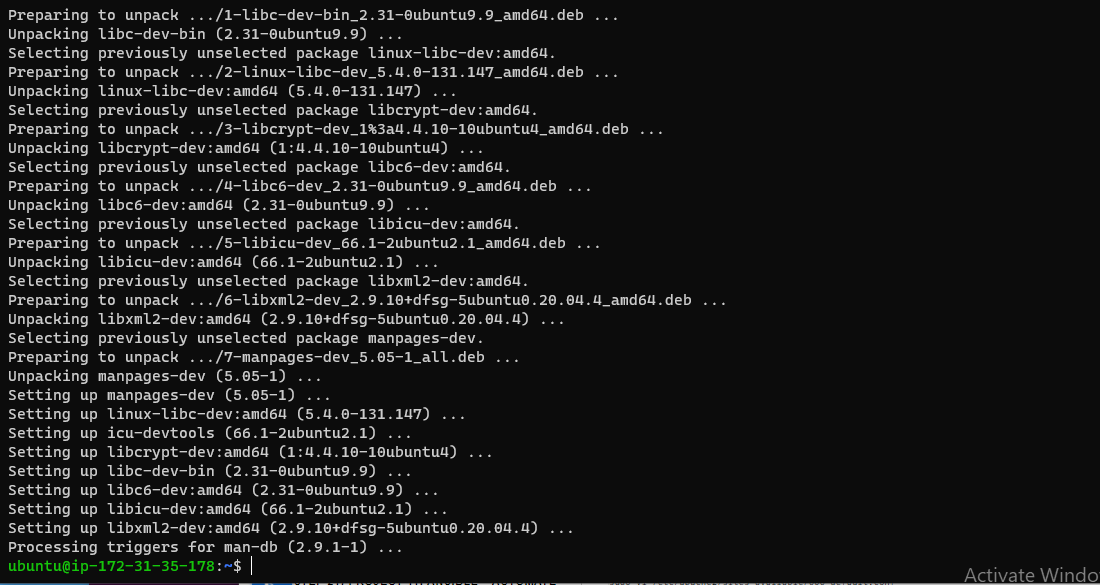 Preparing to unpack .../1-libc-dev-bin_2.31-0ubuntu9.9_amd64.deb ...
Unpacking libc-dev-bin (2.31-0ubuntu9.9) ...
Selecting previously unselected package linux-libc-dev:amd64.
Preparing to unpack .../2-linux-libc-dev_5.4.0-131.147_amd64.deb ...
Unpacking linux-libc-dev:amd64 (5.4.0-131.147) ...
Selecting previously unselected package libcrypt-dev:amd64.
Preparing to unpack .../3-libcrypt-dev_1%3a4.4.10-10ubuntu4_amd64.deb ...
Unpacking libcrypt-dev:amd64 (1:4.4.10-10ubuntu4) ...
Selecting previously unselected package libc6-dev:amd64.
Preparing to unpack .../4-libc6-dev_2.31-0ubuntu9.9_amd64.deb ...
Unpacking libc6-dev:amd64 (2.31-0ubuntu9.9) ...
Selecting previously unselected package libicu-dev:amd64.
Preparing to unpack .../5-libicu-dev_66.1-2ubuntu2.1_amd64.deb ...
Unpacking libicu-dev:amd64 (66.1-2ubuntu2.1) ...
Selecting previously unselected package libxml2-dev:amd64.
Preparing to unpack .../6-libxml2-dev_2.9.10+dfsg-5ubuntu0.20.04.4_amd64.deb ...
Unpacking libxml2-dev:amd64 (2.9.10+dfsg-5ubuntu0.20.04.4) ...
Selecting previously unselected package manpages-dev.
Preparing to unpack .../7-manpages-dev_5.05-1_all.deb ...
Unpacking manpages-dev (5.05-1) ...
Setting up manpages-dev (5.05-1) ...
Setting up linux-libc-dev:amd64 (5.4.0-131.147) ...
Setting up icu-devtools (66.1-2ubuntu2.1) ...
Setting up libcrypt-dev:amd64 (1:4.4.10-10ubuntu4) ...
Setting up libc-dev-bin (2.31-0ubuntu9.9) ...
Setting up libc6-dev:amd64 (2.31-0ubuntu9.9) ...
Setting up libicu-dev:amd64 (66.1-2ubuntu2.1) ...
Setting up libxml2-dev:amd64 (2.9.10+dfsg-5ubuntu0.20.04.4) ...
Processing triggers for man-db (2.9.1-1) ...
ubuntu@ip-172-31-35-178:~$
Activate Windo